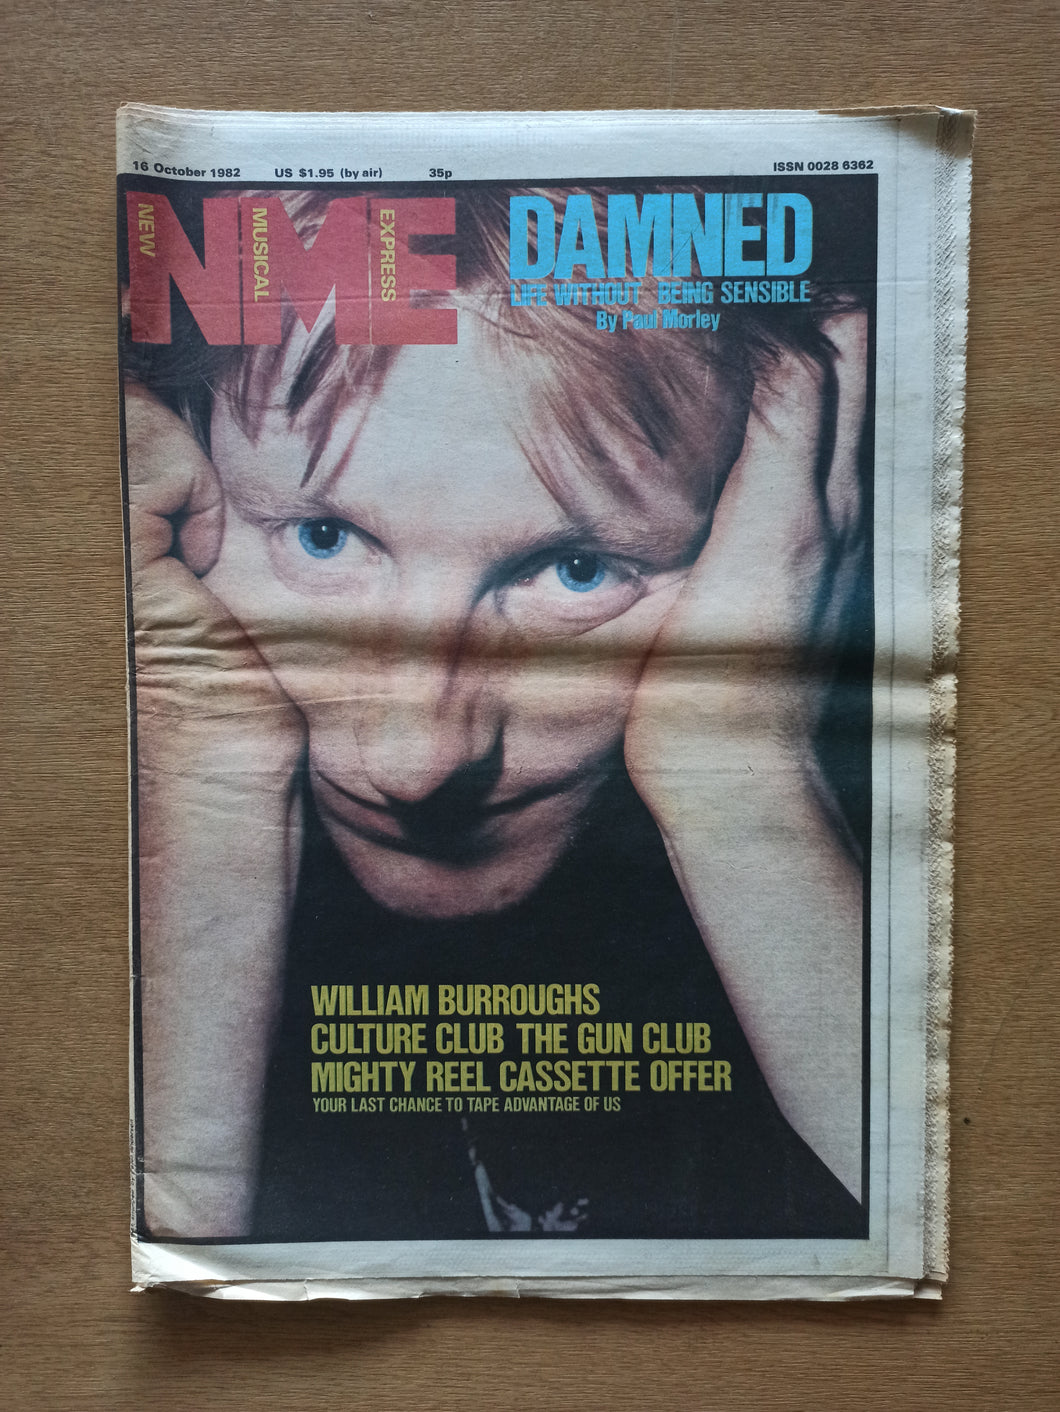 16 October 1982 US $1.95 (by air) 35p ISSN 0028 6362
NME
NEW
MUSICAL
EXPRESS
DAMNED
LIFE WITHOUT BEING SENSIBLE
By Paul Morley
WILLIAM BURROUGHS
CULTURE CLUB THE GUN CLUB
MIGHTY REEL CASSETTE OFFER
YOUR LAST CHANCE TO TAPE ADVANTAGE OF US